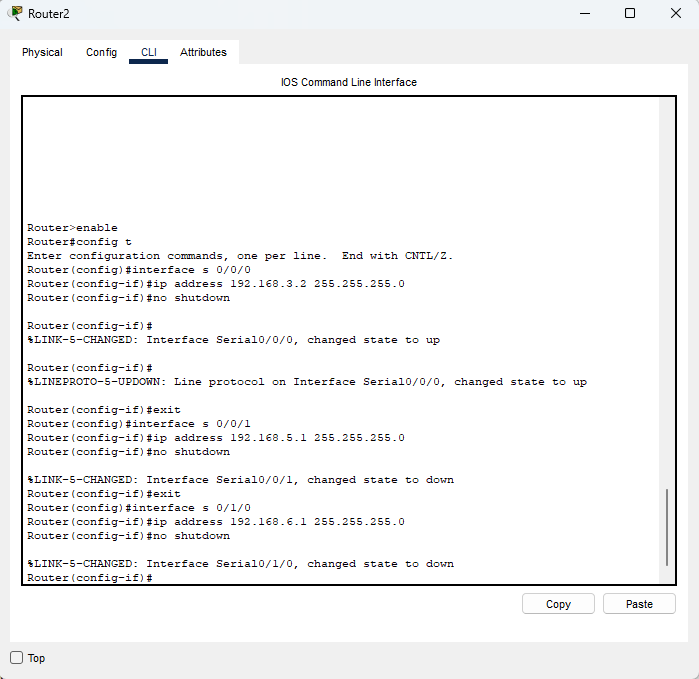 Router2
Physical Config CLI Attributes
IOS Command Line Interface
Router>enable
Router#config t
Enter configuration commands, one per line.  End with CNTL/Z.
Router(config)#interface s 0/0/0
Router(config-if)#ip address 192.168.3.2 255.255.255.0
Router(config-if)#no shutdown
Router(config-if)#
%LINK-5-CHANGED: Interface Serial0/0/0, changed state to up
Router(config-if)#
%LINEPROTO-5-UPDOWN: Line protocol on Interface Serial0/0/0, changed state to up
Router(config-if)#exit
Router(config)#interface s 0/0/1
Router(config-if)#ip address 192.168.5.1 255.255.255.0
Router(config-if)#no shutdown
%LINK-5-CHANGED: Interface Serial0/0/1, changed state to down
Router(config-if)#exit
Router(config)#interface s 0/1/0
Router(config-if)#ip address 192.168.6.1 255.255.255.0
Router(config-if)#no shutdown
%LINK-5-CHANGED: Interface Serial0/1/0, changed state to down
Router(config-if)#
Copy Paste
Top